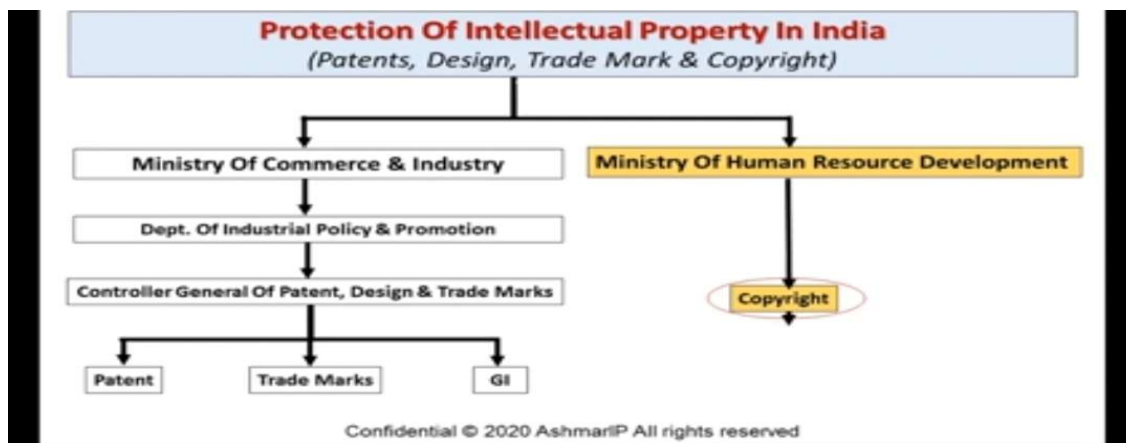 Protection Of Intellectual Property In India
(Patents, Design, Trade Mark & Copyright)
Ministry Of Commerce & Industry
Ministry Of Human Resource Development
Dept. Of Industrial Policy & Promotion
Controller General Of Patent, Design & Trade Marks
Copyright
Patent
Trade Marks
GI
Confidential © 2020 AshmarIP All rights reserved